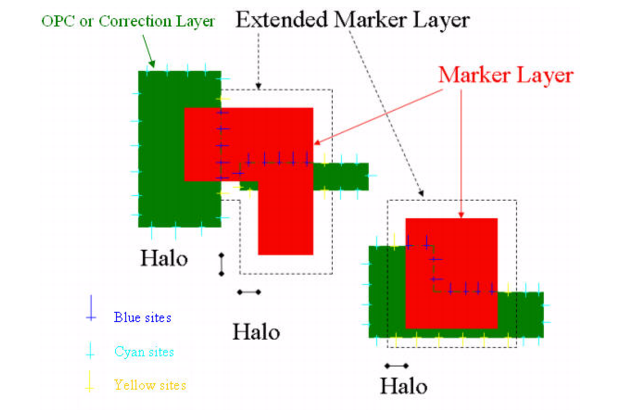 OPC or Correction Layer
Extended Marker Layer
Marker Layer
Halo
Halo
Halo
Blue sites
Cyan sites
Yellow sites